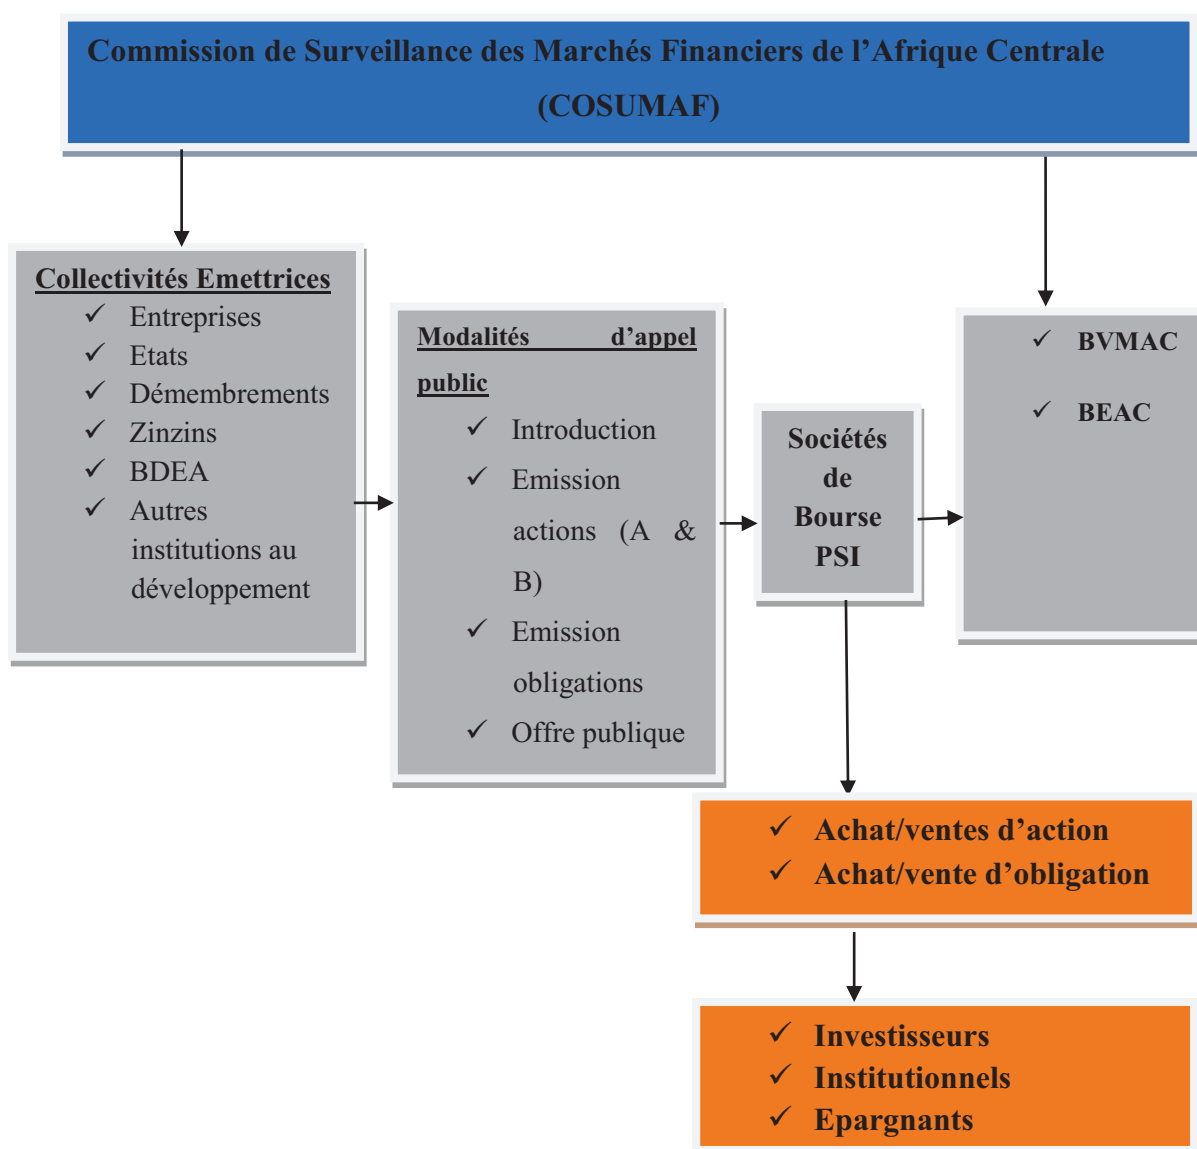 Commission de Surveillance des Marchés Financiers de l’Afrique Centrale
(COSUMAF)
Collectivités Emettrices
✓ Entreprises
✓ Etats
✓ Démembrements
✓ Zinzins
✓ BDEA
✓ Autres
institutions au
développement
Modalités d’appel
public
✓ Introduction
✓ Emission
actions (A &
B)
✓ Emission
obligations
✓ Offre publique
Sociétés
de
Bourse
PSI
✓ BVMAC
✓ BEAC
✓ Achat/ventes d’action
✓ Achat/vente d’obligation
✓ Investisseurs
✓ Institutionnels
✓ Epargnants